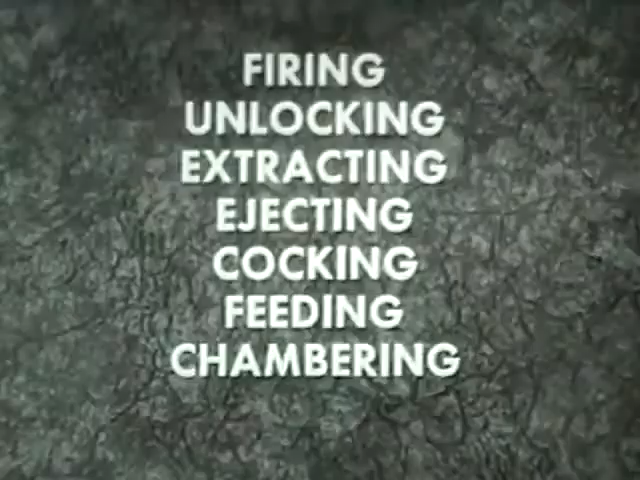 FIRING
UNLOCKING
EXTRACTING
EJECTING
COCKING
FEEDING
CHAMBERING